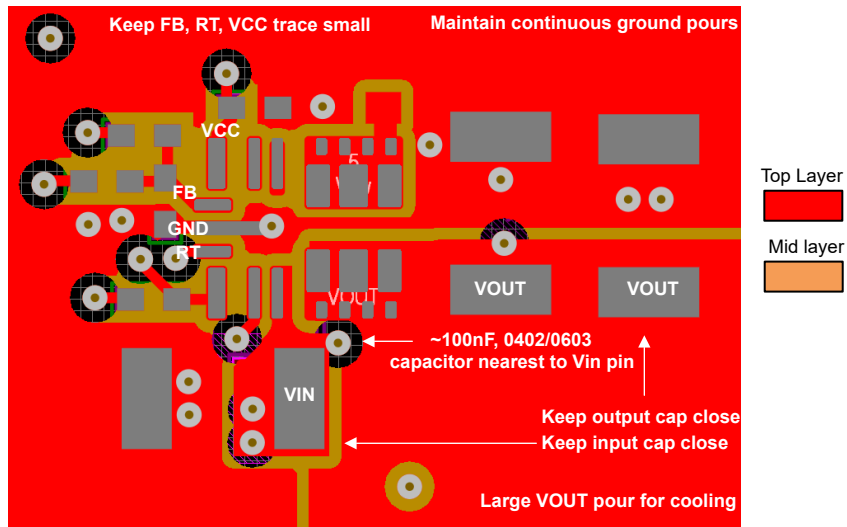 Keep FB, RT, VCC trace small
Maintain continuous ground pours
VCC
5
FB
GND
RT
VOUT
VOUT
VOUT
Top Layer
Mid layer
~100nF, 0402/0603
capacitor nearest to Vin pin
VIN
Keep output cap close
Keep input cap close
Large VOUT pour for cooling